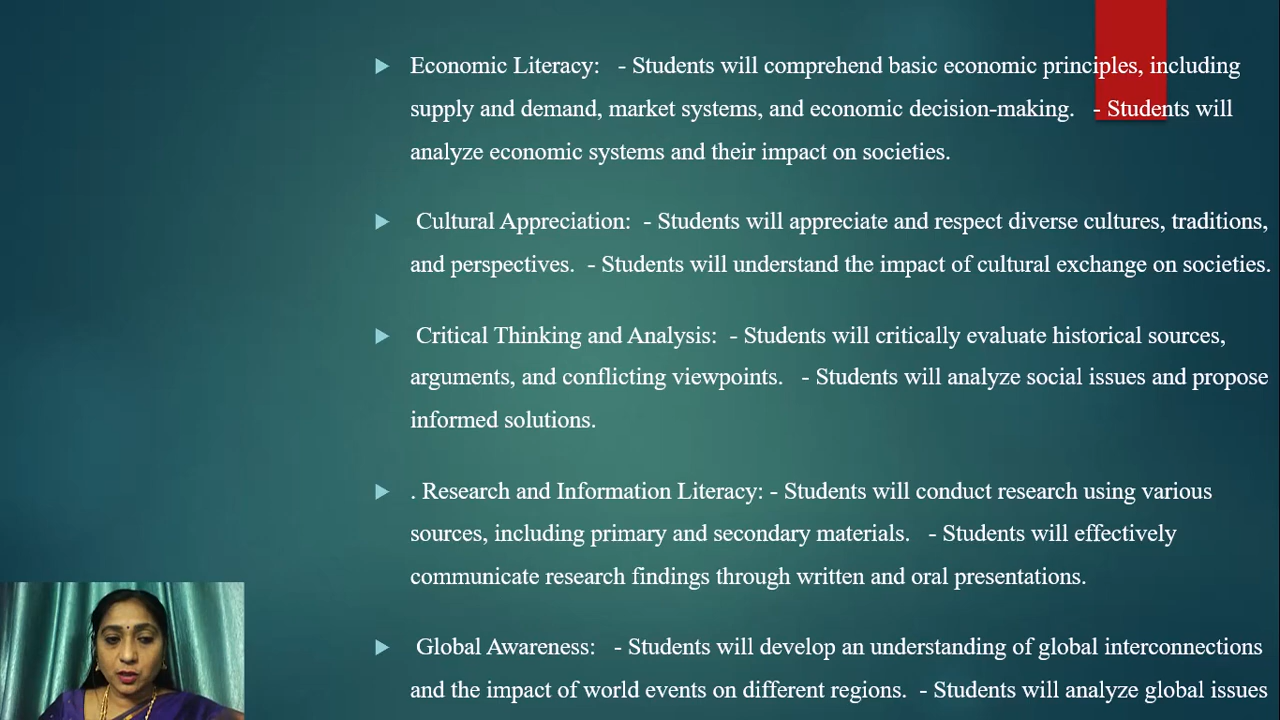 Economic Literacy:   - Students will comprehend basic economic principles, including
supply and demand, market systems, and economic decision-making.   - Students will
analyze economic systems and their impact on societies.
Cultural Appreciation:  - Students will appreciate and respect diverse cultures, traditions,
and perspectives.  - Students will understand the impact of cultural exchange on societies.
Critical Thinking and Analysis:  - Students will critically evaluate historical sources,
arguments, and conflicting viewpoints.   - Students will analyze social issues and propose
informed solutions.
. Research and Information Literacy: - Students will conduct research using various
sources, including primary and secondary materials.   - Students will effectively
communicate research findings through written and oral presentations.
Global Awareness:   - Students will develop an understanding of global interconnections
and the impact of world events on different regions.  - Students will analyze global issues